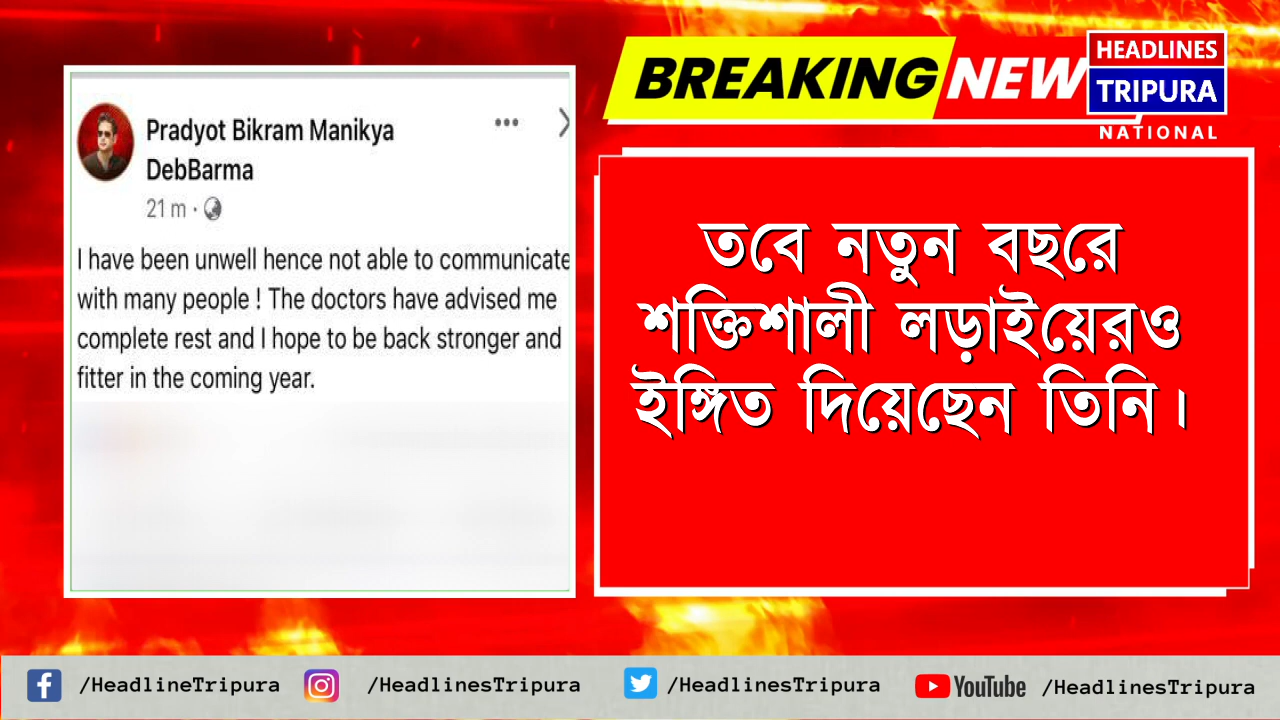 Pradyot Bikram Manikya
DebBarma
21 m ·
I have been unwell hence not able to communicate
with many people ! The doctors have advised me
complete rest and I hope to be back stronger and
fitter in the coming year.
BREAKING NEW
HEADLINES
TRIPURA
NATIONAL
তবে নতুন বছরে
শক্তিশালী লড়াইয়েরও
ইঙ্গিত দিয়েছেন তিনি।
/HeadlineTripura /HeadlinesTripura /HeadlinesTripura YouTube /HeadlinesTripura